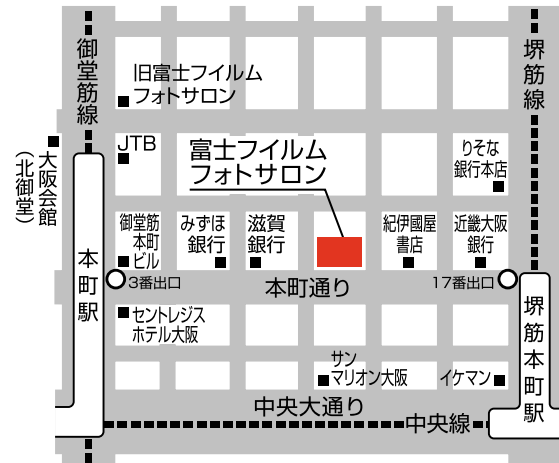 御堂筋線
堺筋線
旧富士フイルム
フォトサロン
JTB
富士フイルム
フォトサロン
りそな
銀行本店
大阪会館
（北御堂）
御堂筋
本町
ビル
みずほ
銀行
滋賀
銀行
紀伊國屋
書店
近畿大阪
銀行
本町駅
3番出口
本町通り
17番出口
堺筋本町駅
セントレジス
ホテル大阪
サン
マリオン大阪
イケマン
中央大通り
中央線